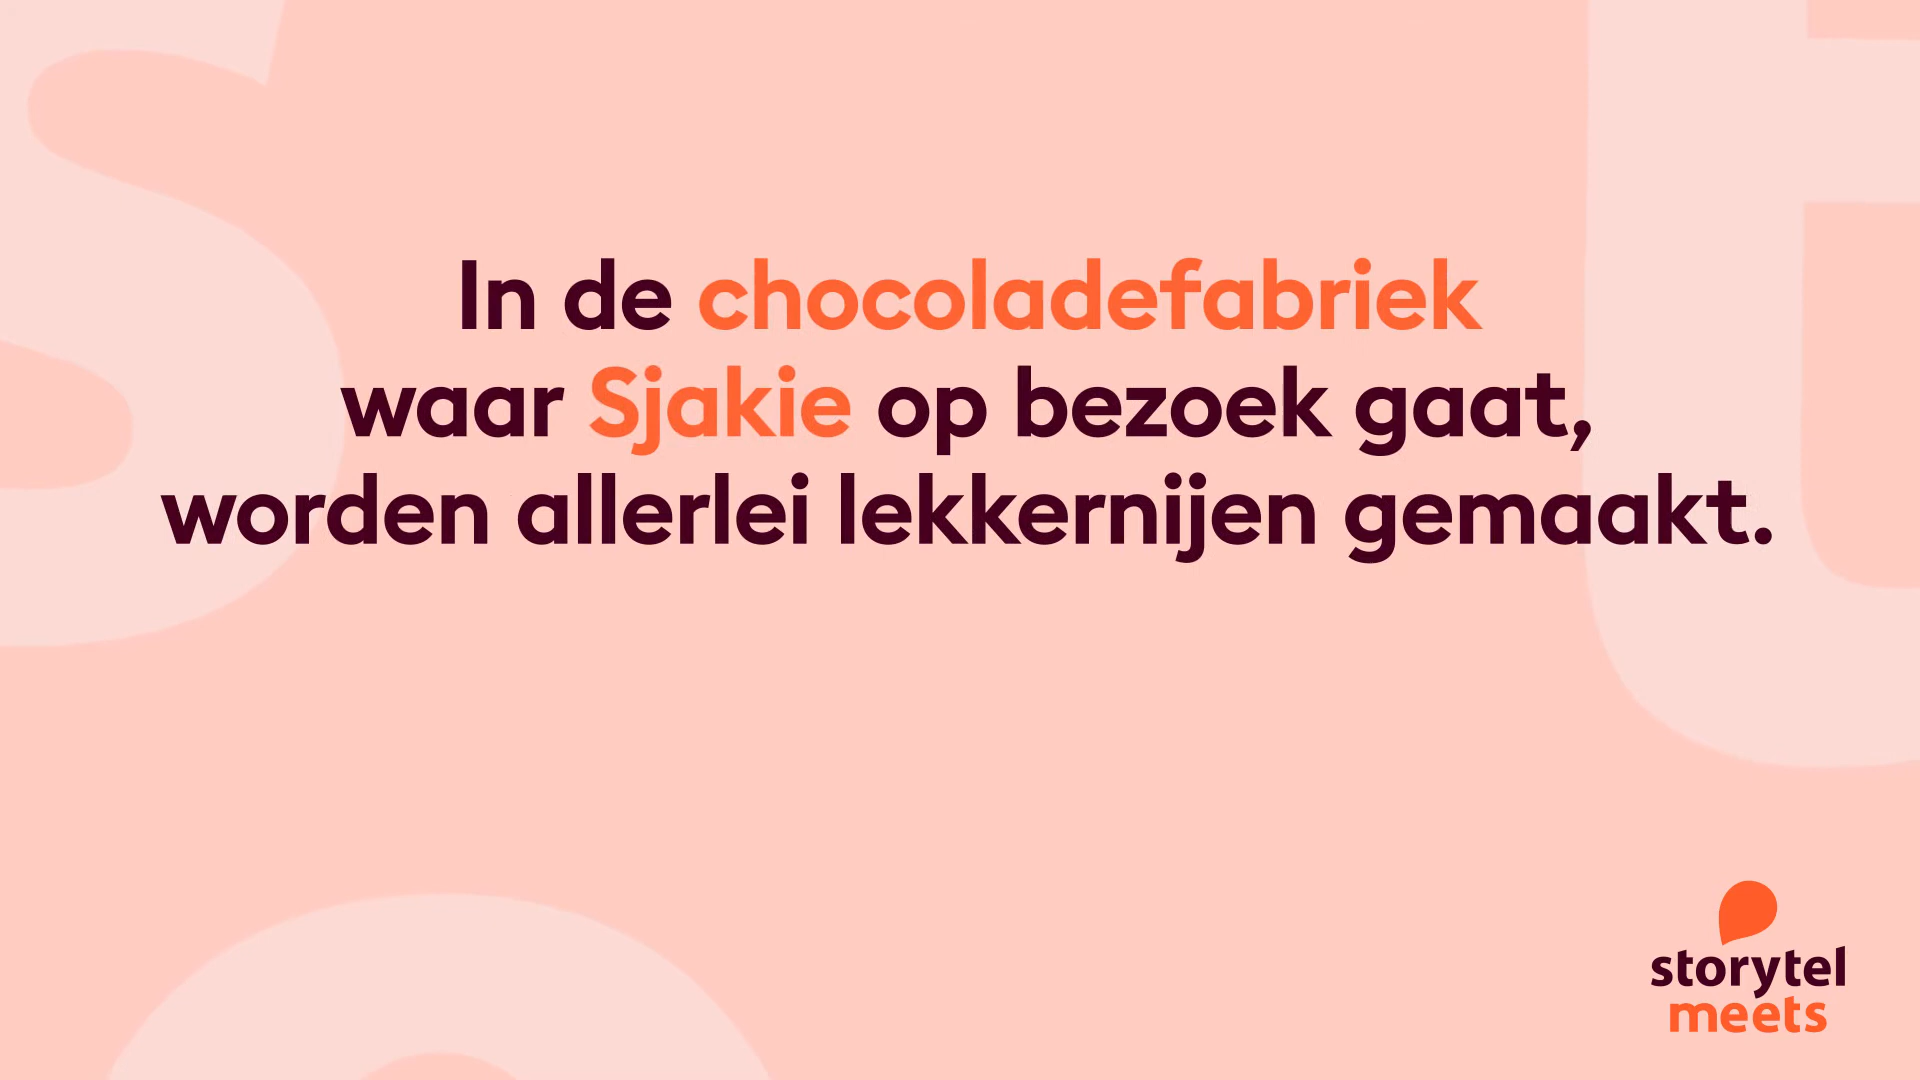 In de chocoladefabriek
waar Sjakie op bezoek gaat,
worden allerlei lekkernijen gemaakt.
storytel
meets